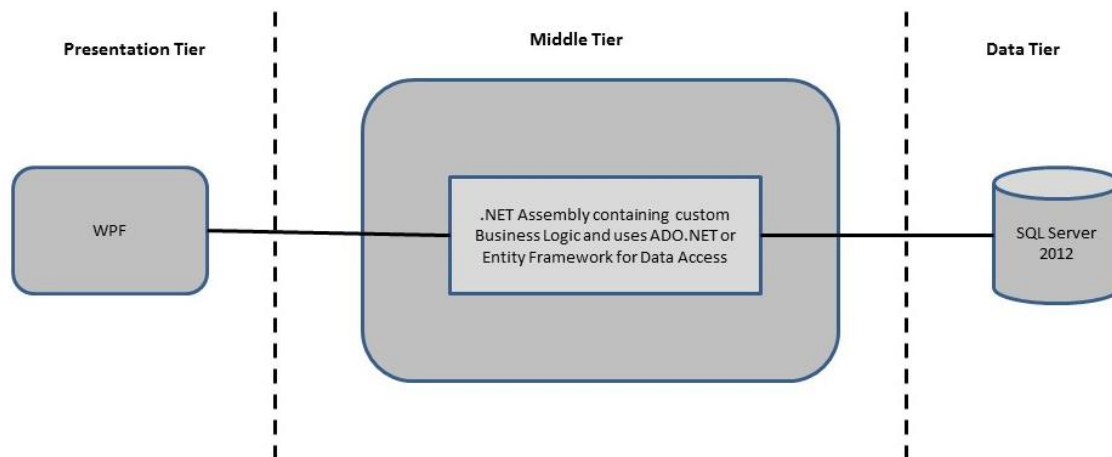 Presentation Tier
Middle Tier
Data Tier
WPF
.NET Assembly containing custom
Business Logic and uses ADO.NET or
Entity Framework for Data Access
SQL Server
2012